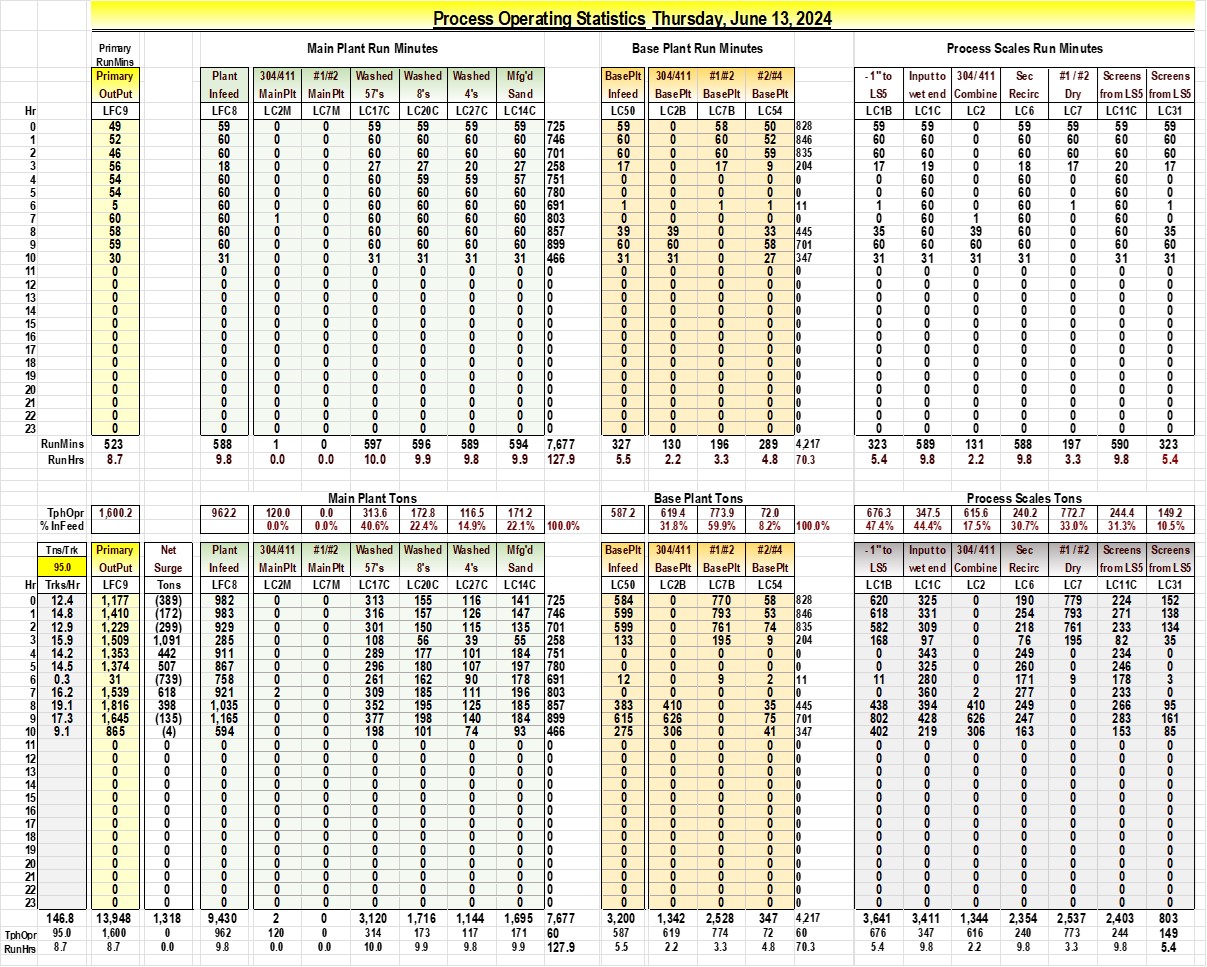 Process Operating Statistics Thursday, June 13, 2024
Primary RunMins Main Plant Run Minutes Base Plant Run Minutes Process Scales Run Minutes
Primary Plant 304/411 #1/#2 Washed Washed Washed Mfg'd BasePlt 304/411 #1/#2 #2/#4 - 1" to Input to 304/ 411 Sec #1 / #2 Screens Screens
OutPut Infeed MainPlt MainPlt 57's 8's 4's Sand Infeed BasePlt BasePlt BasePlt LS5 wet end Combine Recirc Dry from LS5 from LS5
Hr LFC9 LFC8 LC2M LC7M LC17C LC20C LC27C LC14C LC50 LC2B LC7B LC54 LC1B LC1C LC2 LC6 LC7 LC11C LC31
0 49 59 0 0 59 59 59 59 725 59 0 58 50 828 59 59 0 59 59 59 59
1 52 60 0 0 60 60 60 60 746 60 0 60 52 846 60 60 0 60 60 60 60
2 46 60 0 0 60 60 60 60 701 60 0 60 59 835 60 60 0 60 60 60 60
3 56 18 0 0 27 27 20 27 258 17 0 17 9 204 17 19 0 18 17 20 17
4 54 60 0 0 60 59 59 57 751 0 0 0 0 0 0 60 0 60 0 60 0
5 54 60 0 0 60 60 60 60 780 0 0 0 0 0 0 60 0 60 0 60 0
6 5 60 0 0 60 60 60 60 691 1 0 1 1 11 1 60 0 60 1 60 1
7 60 60 1 0 60 60 60 60 803 0 0 0 0 0 0 60 1 60 0 60 0
8 58 60 0 0 60 60 60 60 857 39 39 0 33 445 35 60 39 60 0 60 35
9 59 60 0 0 60 60 60 60 899 60 60 0 58 701 60 60 60 60 0 60 60
10 30 31 0 0 31 31 31 31 466 31 31 0 27 347 31 31 31 31 0 31 31
11 0 0 0 0 0 0 0 0 0 0 0 0 0 0 0 0 0 0 0 0
12 0 0 0 0 0 0 0 0 0 0 0 0 0 0 0 0 0 0 0 0
13 0 0 0 0 0 0 0 0 0 0 0 0 0 0 0 0 0 0 0 0
14 0 0 0 0 0 0 0 0 0 0 0 0 0 0 0 0 0 0 0 0
15 0 0 0 0 0 0 0 0 0 0 0 0 0 0 0 0 0 0 0 0
16 0 0 0 0 0 0 0 0 0 0 0 0 0 0 0 0 0 0 0 0
17 0 0 0 0 0 0 0 0 0 0 0 0 0 0 0 0 0 0 0 0
18 0 0 0 0 0 0 0 0 0 0 0 0 0 0 0 0 0 0 0 0
19 0 0 0 0 0 0 0 0 0 0 0 0 0 0 0 0 0 0 0 0
20 0 0 0 0 0 0 0 0 0 0 0 0 0 0 0 0 0 0 0 0
21 0 0 0 0 0 0 0 0 0 0 0 0 0 0 0 0 0 0 0 0
22 0 0 0 0 0 0 0 0 0 0 0 0 0 0 0 0 0 0 0 0
23 0 0 0 0 0 0 0 0 0 0 0 0 0 0 0 0 0 0 0 0
RunMins 523 588 1 0 597 596 589 594 7,677 327 130 196 289 4,217 323 589 131 588 197 590 323
RunHrs 8.7 9.8 0.0 0.0 10.0 9.9 9.8 9.9 127.9 5.5 2.2 3.3 4.8 70.3 5.4 9.8 2.2 9.8 3.3 9.8 5.4
Main Plant Tons Base Plant Tons Process Scales Tons
TphOpr 1,600.2 962.2 120.0 0.0 313.6 172.8 116.5 171.2 587.2 619.4 773.9 72.0 676.3 347.5 615.6 240.2 772.7 244.4 149.2
% InFeed 0.0% 0.0% 40.6% 22.4% 14.9% 22.1% 100.0% 31.8% 59.9% 8.2% 100.0% 47.4% 44.4% 17.5% 30.7% 33.0% 31.3% 10.5%
Tns/Trk Primary Net Plant 304/411 #1/#2 Washed Washed Washed Mfg'd BasePlt 304/411 #1/#2 #2/#4 - 1" to Input to 304/ 411 Sec #1 / #2 Screens Screens
95.0 OutPut Surge Infeed MainPlt MainPlt 57's 8's 4's Sand Infeed BasePlt BasePlt BasePlt LS5 wet end Combine Recirc Dry from LS5 from LS5
Hr Trks/Hr LFC9 Tons LFC8 LC2M LC7M LC17C LC20C LC27C LC14C LC50 LC2B LC7B LC54 LC1B LC1C LC2 LC6 LC7 LC11C LC31
0 12.4 1,177 (389) 982 0 0 313 155 116 141 725 584 0 770 58 828 620 325 0 190 779 224 152
1 14.8 1,410 (172) 983 0 0 316 157 126 147 746 599 0 793 53 846 618 331 0 254 793 271 138
2 12.9 1,229 (299) 929 0 0 301 150 115 135 701 599 0 761 74 835 582 309 0 218 761 233 134
3 15.9 1,509 1,091 285 0 0 108 56 39 55 258 133 0 195 9 204 168 97 0 76 195 82 35
4 14.2 1,353 442 911 0 0 289 177 101 184 751 0 0 0 0 0 0 343 0 249 0 234 0
5 14.5 1,374 507 867 0 0 296 180 107 197 780 0 0 0 0 0 0 325 0 260 0 246 0
6 0.3 31 (739) 758 0 0 261 162 90 178 691 12 0 9 2 11 11 280 0 171 9 178 3
7 16.2 1,539 618 921 2 0 309 185 111 196 803 0 0 0 0 0 0 360 2 277 0 233 0
8 19.1 1,816 398 1,035 0 0 352 195 125 185 857 383 410 0 35 445 438 394 410 249 0 266 95
9 17.3 1,645 (135) 1,165 0 0 377 198 140 184 899 615 626 0 75 701 802 428 626 247 0 283 161
10 9.1 865 (4) 594 0 0 198 101 74 93 466 275 306 0 41 347 402 219 306 163 0 153 85
11 0 0 0 0 0 0 0 0 0 0 0 0 0 0 0 0 0 0 0 0 0
12 0 0 0 0 0 0 0 0 0 0 0 0 0 0 0 0 0 0 0 0 0
13 0 0 0 0 0 0 0 0 0 0 0 0 0 0 0 0 0 0 0 0 0
14 0 0 0 0 0 0 0 0 0 0 0 0 0 0 0 0 0 0 0 0 0
15 0 0 0 0 0 0 0 0 0 0 0 0 0 0 0 0 0 0 0 0 0
16 0 0 0 0 0 0 0 0 0 0 0 0 0 0 0 0 0 0 0 0 0
17 0 0 0 0 0 0 0 0 0 0 0 0 0 0 0 0 0 0 0 0 0
18 0 0 0 0 0 0 0 0 0 0 0 0 0 0 0 0 0 0 0 0 0
19 0 0 0 0 0 0 0 0 0 0 0 0 0 0 0 0 0 0 0 0 0
20 0 0 0 0 0 0 0 0 0 0 0 0 0 0 0 0 0 0 0 0 0
21 0 0 0 0 0 0 0 0 0 0 0 0 0 0 0 0 0 0 0 0 0
22 0 0 0 0 0 0 0 0 0 0 0 0 0 0 0 0 0 0 0 0 0
23 0 0 0 0 0 0 0 0 0 0 0 0 0 0 0 0 0 0 0 0 0
146.8 13,948 1,318 9,430 2 0 3,120 1,716 1,144 1,695 7,677 3,200 1,342 2,528 347 4,217 3,641 3,411 1,344 2,354 2,537 2,403 803
TphOpr 95.0 1,600 0 962 120 0 314 173 117 171 60 587 619 774 72 60 676 347 616 240 773 244 149
RunHrs 8.7 8.7 0.0 9.8 0.0 0.0 10.0 9.9 9.8 9.9 127.9 5.5 2.2 3.3 4.8 70.3 5.4 9.8 2.2 9.8 3.3 9.8 5.4